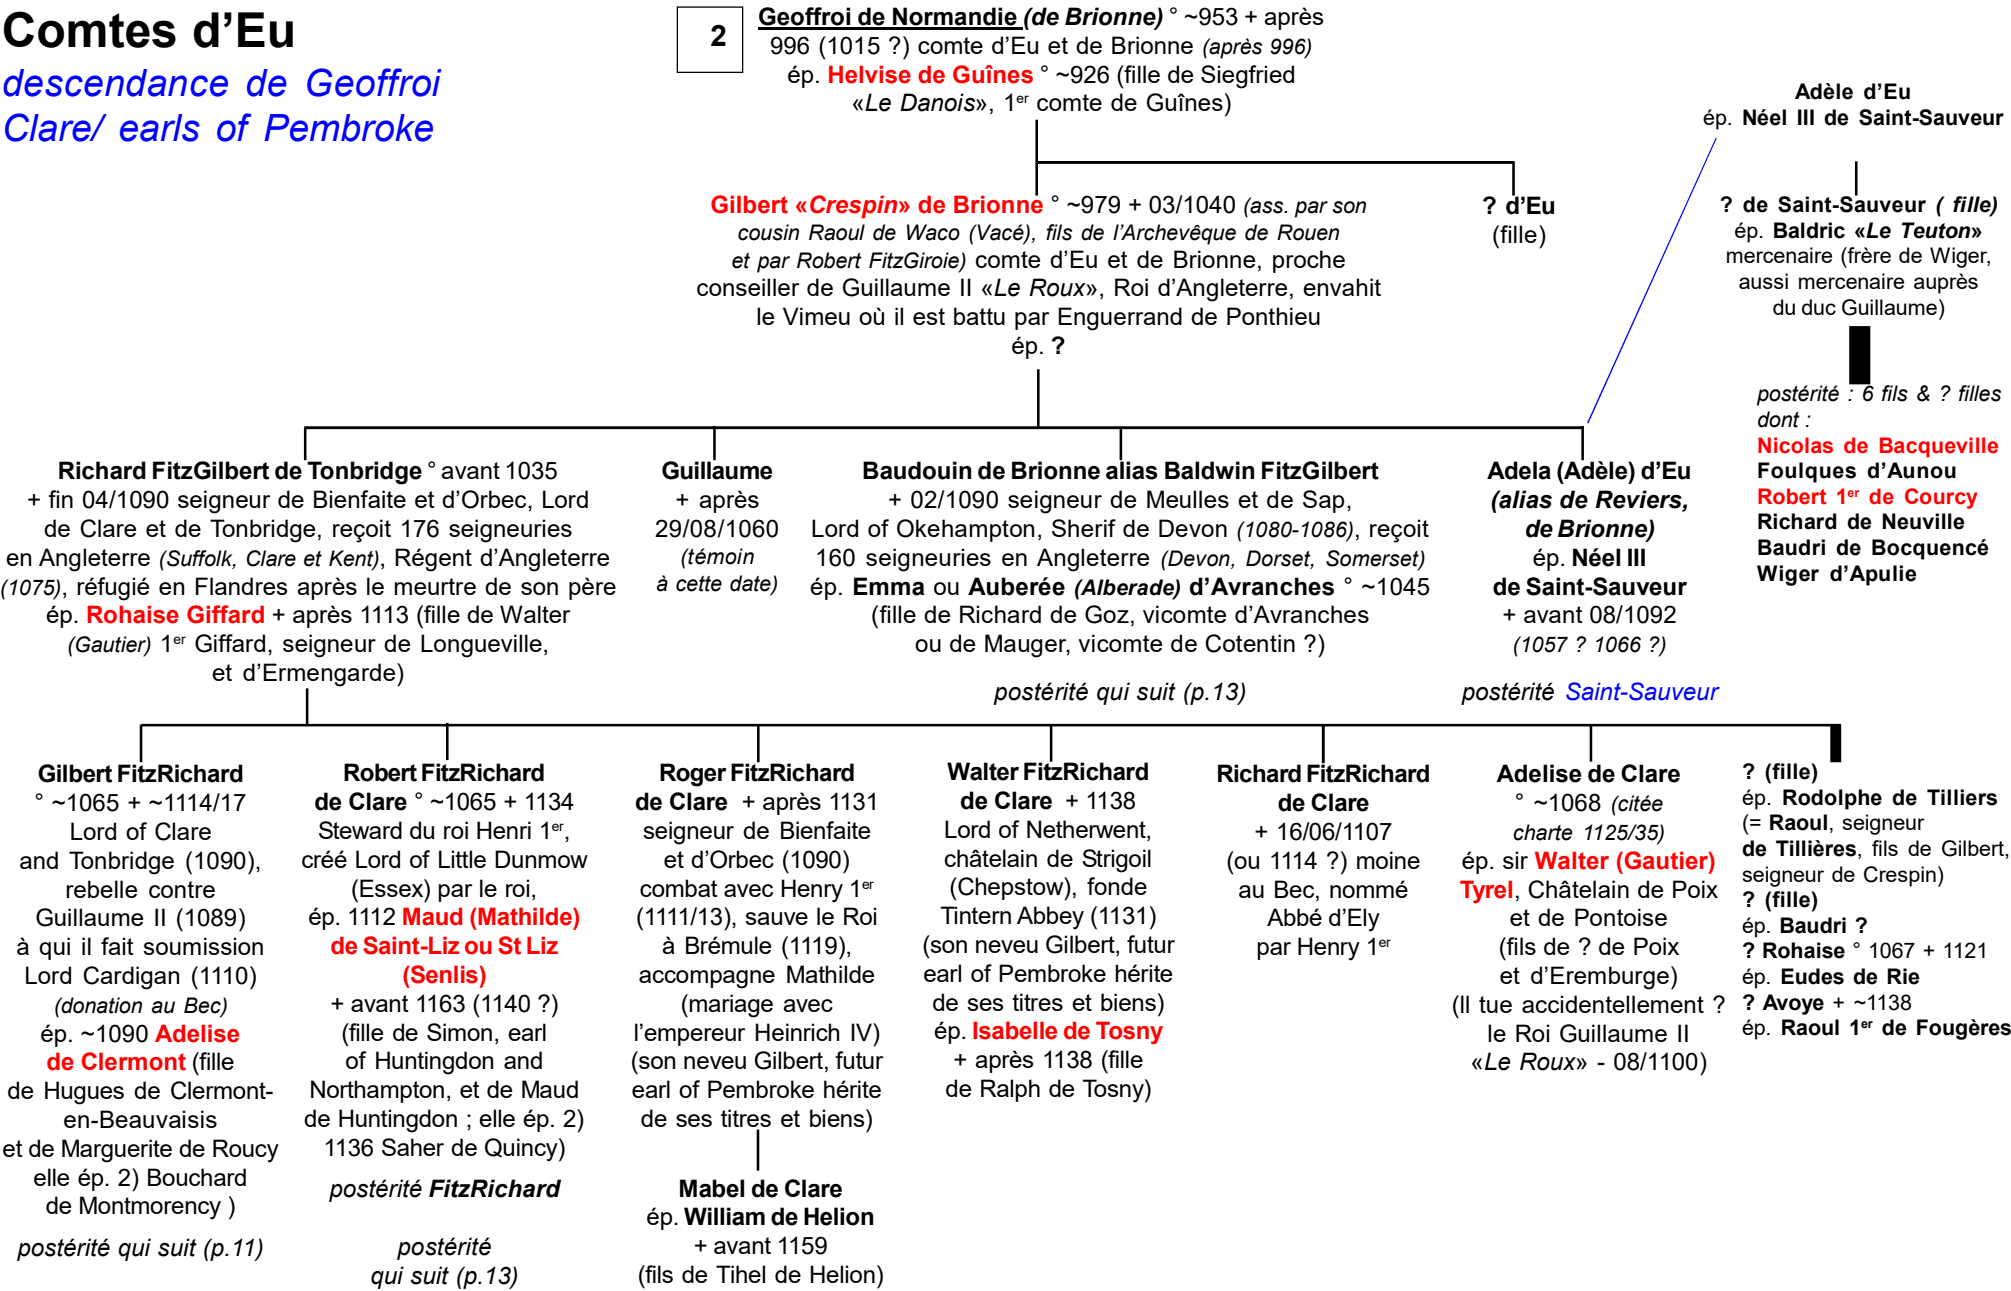 Comtes d’Eu
descendance de Geoffroi
Clare/ earls of Pembroke
2
Geoffroi de Normandie (de Brionne) ° ~953 + après
996 (1015 ?) comte d’Eu et de Brionne (après 996)
ép. Helvise de Guînes ° ~926 (fille de Siegfried
«Le Danois», 1er comte de Guînes)
Adèle d’Eu
ép. Néel III de Saint-Sauveur
Gilbert «Crespin» de Brionne ° ~979 + 03/1040 (ass. par son
cousin Raoul de Waco (Vacé), fils de l’Archevêque de Rouen
et par Robert FitzGiroie) comte d’Eu et de Brionne, proche
conseiller de Guillaume II «Le Roux», Roi d’Angleterre, envahit
le Vimeu où il est battu par Enguerrand de Ponthieu
ép. ?
? d’Eu
(fille)
? de Saint-Sauveur ( fille)
ép. Baldric «Le Teuton»
mercenaire (frère de Wiger,
aussi mercenaire auprès
du duc Guillaume)
postérité : 6 fils & ? filles
dont :
Nicolas de Bacqueville
Foulques d’Aunou
Robert 1er de Courcy
Richard de Neuville
Baudri de Bocquencé
Wiger d’Apulie
Richard FitzGilbert de Tonbridge ° avant 1035
+ fin 04/1090 seigneur de Bienfaite et d’Orbec, Lord
de Clare et de Tonbridge, reçoit 176 seigneuries
en Angleterre (Suffolk, Clare et Kent), Régent d’Angleterre
(1075), réfugié en Flandres après le meurtre de son père
ép. Rohaise Giffard + après 1113 (fille de Walter
(Gautier) 1er Giffard, seigneur de Longueville,
et d’Ermengarde)
Guillaume
+ après
29/08/1060
(témoin
à cette date)
Baudouin de Brionne alias Baldwin FitzGilbert
+ 02/1090 seigneur de Meulles et de Sap,
Lord of Okehampton, Sherif de Devon (1080-1086), reçoit
160 seigneuries en Angleterre (Devon, Dorset, Somerset)
ép. Emma ou Auberée (Alberade) d’Avranches ° ~1045
(fille de Richard de Goz, vicomte d’Avranches
ou de Mauger, vicomte de Cotentin ?)
postérité qui suit (p.13)
Adela (Adèle) d’Eu
(alias de Reviers,
de Brionne)
ép. Néel III
de Saint-Sauveur
+ avant 08/1092
(1057 ? 1066 ?)
postérité Saint-Sauveur
Gilbert FitzRichard
° ~1065 + ~1114/17
Lord of Clare
and Tonbridge (1090),
rebelle contre
Guillaume II (1089)
à qui il fait soumission
Lord Cardigan (1110)
(donation au Bec)
ép. ~1090 Adelise
de Clermont (fille
de Hugues de Clermont-
en-Beauvaisis
et de Marguerite de Roucy
elle ép. 2) Bouchard
de Montmorency )
postérité qui suit (p.11)
Robert FitzRichard
de Clare ° ~1065 + 1134
Steward du roi Henri 1er,
créé Lord of Little Dunmow
(Essex) par le roi,
ép. 1112 Maud (Mathilde)
de Saint-Liz ou St Liz
(Senlis)
+ avant 1163 (1140 ?)
(fille de Simon, earl
of Huntingdon and
Northampton, et de Maud
de Huntingdon ; elle ép. 2)
1136 Saher de Quincy)
postérité FitzRichard
postérité
qui suit (p.13)
Roger FitzRichard
de Clare + après 1131
seigneur de Bienfaite
et d’Orbec (1090)
combat avec Henry 1er
(1111/13), sauve le Roi
à Brémule (1119),
accompagne Mathilde
(mariage avec
l’empereur Heinrich IV)
(son neveu Gilbert, futur
earl of Pembroke hérite
de ses titres et biens)
Mabel de Clare
ép. William de Helion
+ avant 1159
(fils de Tihel de Helion)
Walter FitzRichard
de Clare + 1138
Lord of Netherwent,
châtelain de Strigoil
(Chepstow), fonde
Tintern Abbey (1131)
(son neveu Gilbert, futur
earl of Pembroke hérite
de ses titres et biens)
ép. Isabelle de Tosny
+ après 1138 (fille
de Ralph de Tosny)
Richard FitzRichard
de Clare
+ 16/06/1107
(ou 1114 ?) moine
au Bec, nommé
Abbé d’Ely
par Henry 1er
Adelise de Clare
° ~1068 (citée
charte 1125/35)
ép. sir Walter (Gautier)
Tyrel, Châtelain de Poix
et de Pontoise
(fils de ? de Poix
et d’Eremburge)
(Il tue accidentellement ?
le Roi Guillaume II
«Le Roux» - 08/1100)
? (fille)
ép. Rodolphe de Tilliers
(= Raoul, seigneur
de Tillières, fils de Gilbert,
seigneur de Crespin)
? (fille)
ép. Baudri ?
? Rohaise ° 1067 + 1121
ép. Eudes de Rie
? Avoye + ~1138
ép. Raoul 1er de Fougères